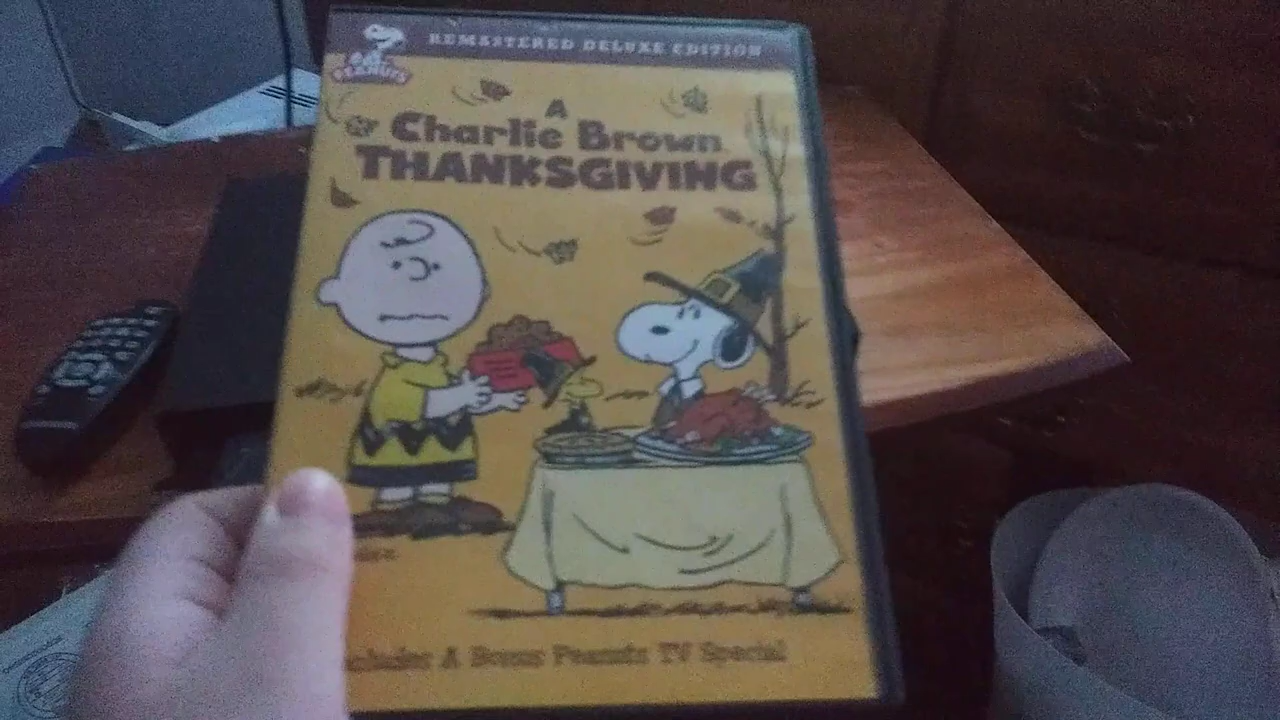 REMASTERED DELUXE EDITION
PEANUTS
A
Charlie Brown
THANKSGIVING
Includes A Bonus Peanuts TV Special